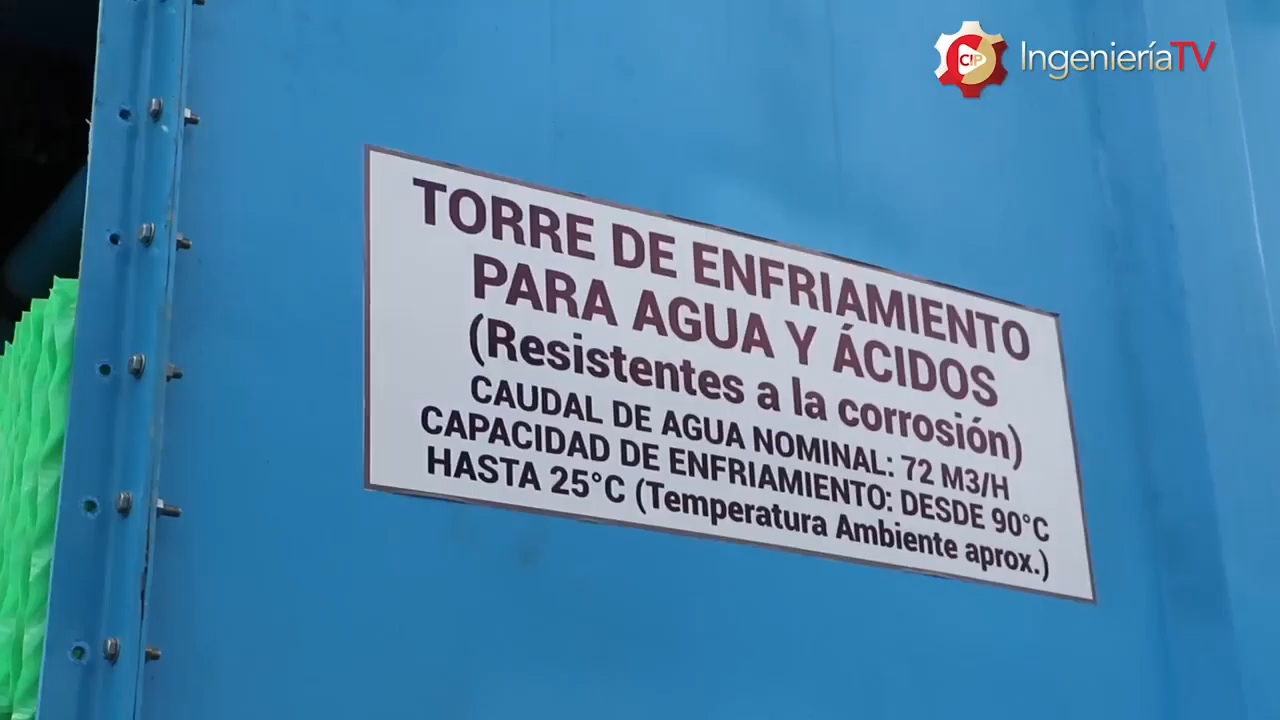 CIP IngenieríaTV
TORRE DE ENFRIAMIENTO
PARA AGUA Y ÁCIDOS
(Resistentes a la corrosión)
CAUDAL DE AGUA NOMINAL: 72 M3/H
CAPACIDAD DE ENFRIAMIENTO: DESDE 90°C
HASTA 25°C (Temperatura Ambiente aprox.)